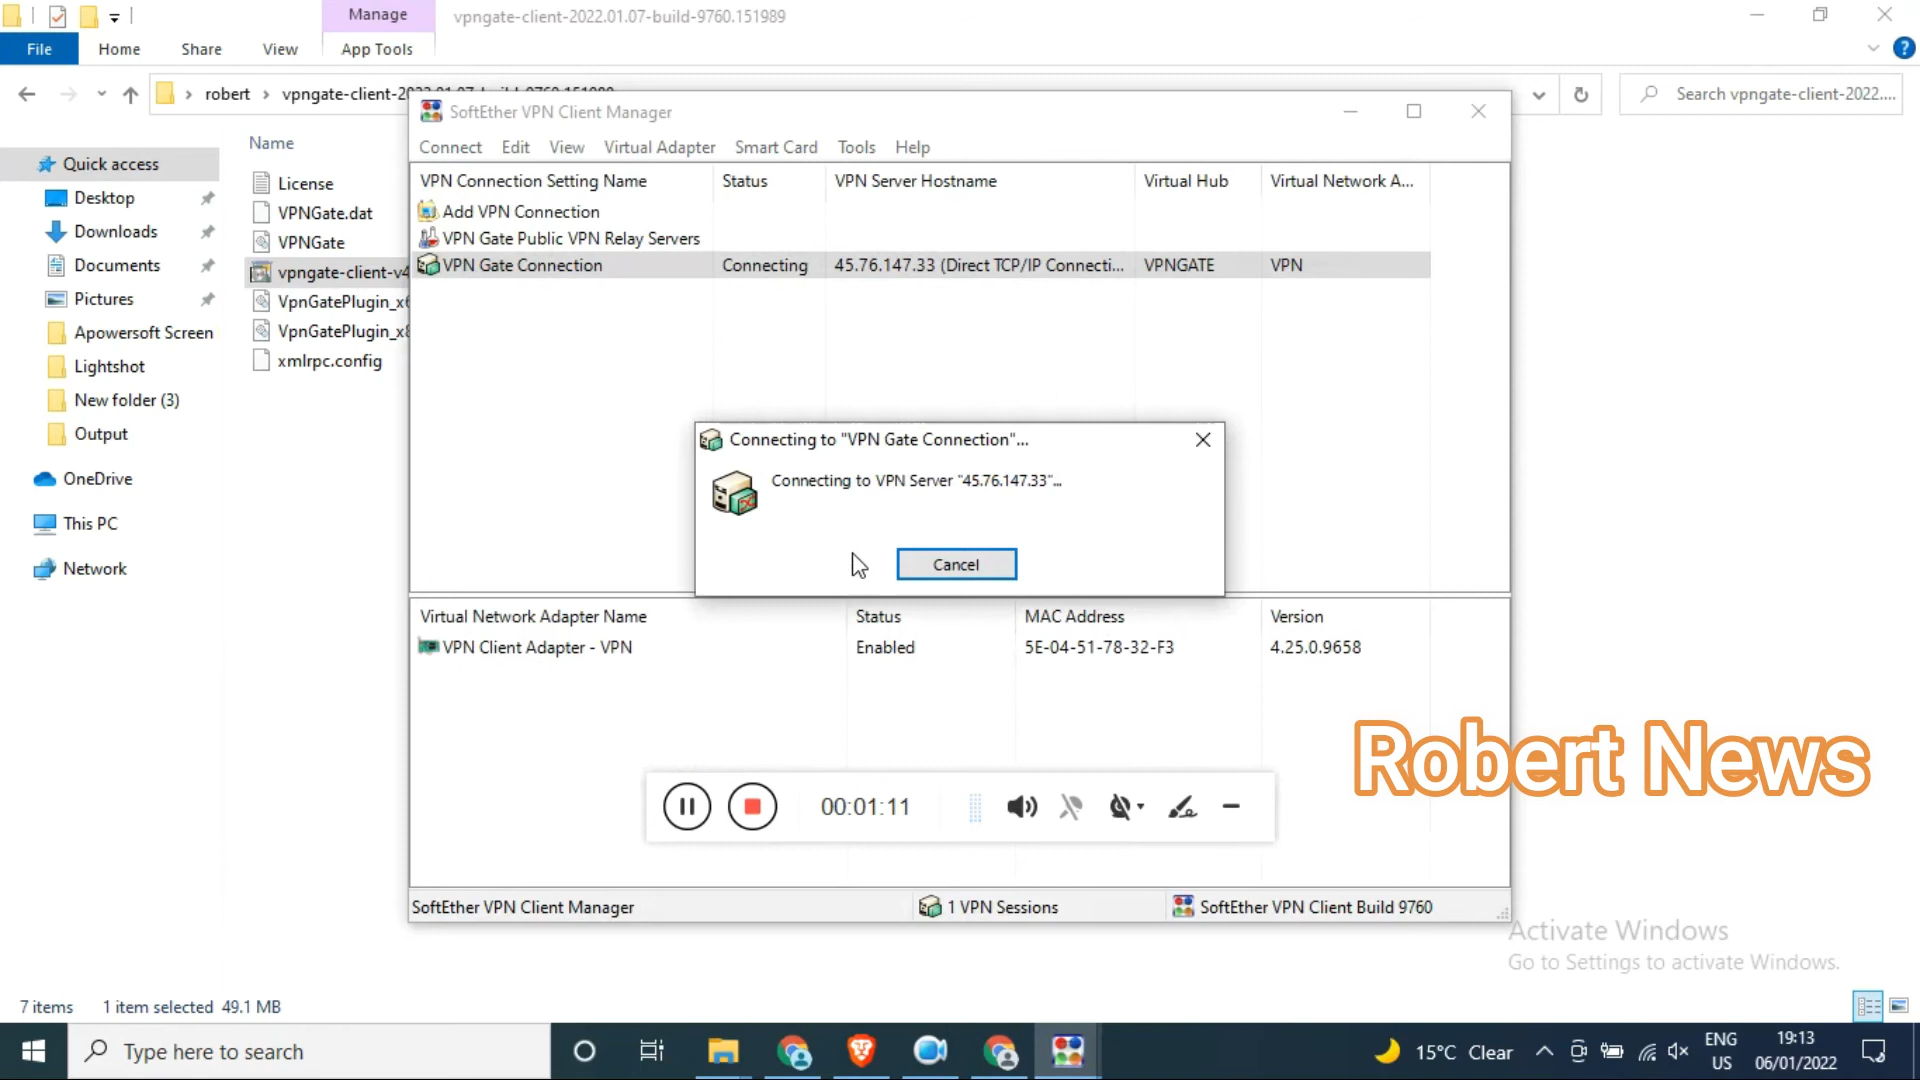 Manage
vpngate-client-2022.01.07-build-9760.151989
File
Home
Share
View
App Tools
robert
vpngate-client-2022.01.07-build-9760.151989
Search vpngate-client-2022....
Name
Quick access
Desktop
Downloads
Documents
Pictures
Apowersoft Screen
Lightshot
New folder (3)
Output
OneDrive
This PC
Network
License
VPNGate.dat
VPNGate
vpngate-client-v4
VpnGatePlugin_x6
VpnGatePlugin_x8
xmlrpc.config
SoftEther VPN Client Manager
Connect Edit View Virtual Adapter Smart Card Tools Help
VPN Connection Setting Name Status VPN Server Hostname Virtual Hub Virtual Network A...
Add VPN Connection
VPN Gate Public VPN Relay Servers
VPN Gate Connection Connecting 45.76.147.33 (Direct TCP/IP Connecti... VPNGATE VPN
Connecting to "VPN Gate Connection"...
Connecting to VPN Server "45.76.147.33"...
Cancel
Virtual Network Adapter Name Status MAC Address Version
VPN Client Adapter - VPN Enabled 5E-04-51-78-32-F3 4.25.0.9658
Robert News
00:01:11
SoftEther VPN Client Manager 1 VPN Sessions SoftEther VPN Client Build 9760
Activate Windows
Go to Settings to activate Windows.
7 items 1 item selected 49.1 MB
Type here to search
15°C Clear
ENG
US
19:13
06/01/2022